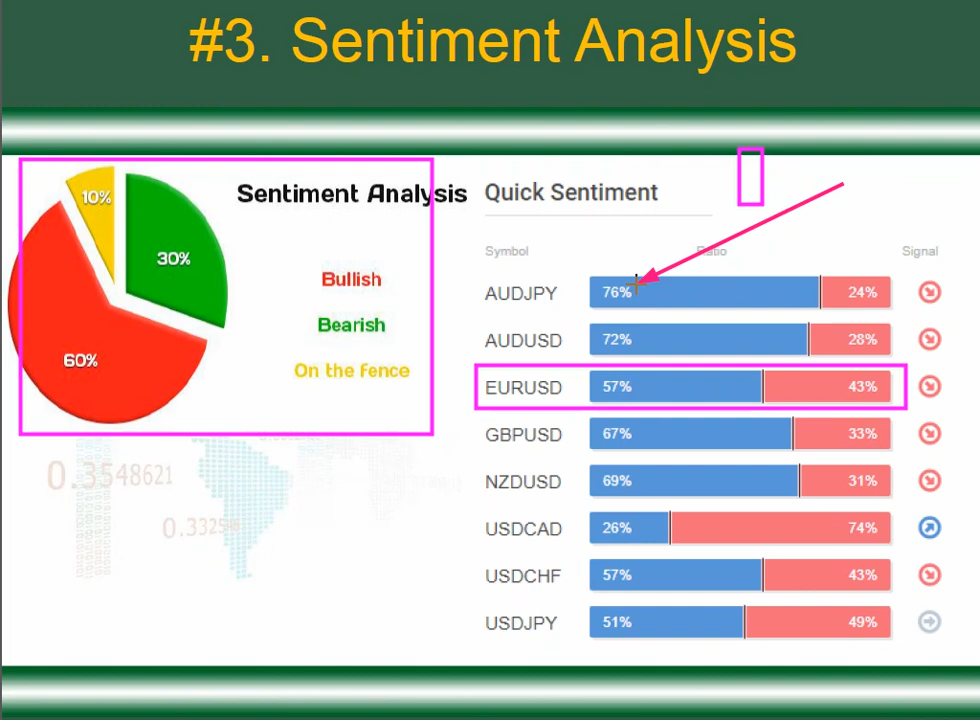 #3. Sentiment Analysis
Sentiment Analysis
10%
30%
60%
Bullish
Bearish
On the fence
0.3548621
Quick Sentiment
Symbol Ratio Signal
AUDJPY 76% 24%
AUDUSD 72% 28%
EURUSD 57% 43%
GBPUSD 67% 33%
NZDUSD 69% 31%
USDCAD 26% 74%
USDCHF 57% 43%
USDJPY 51% 49%